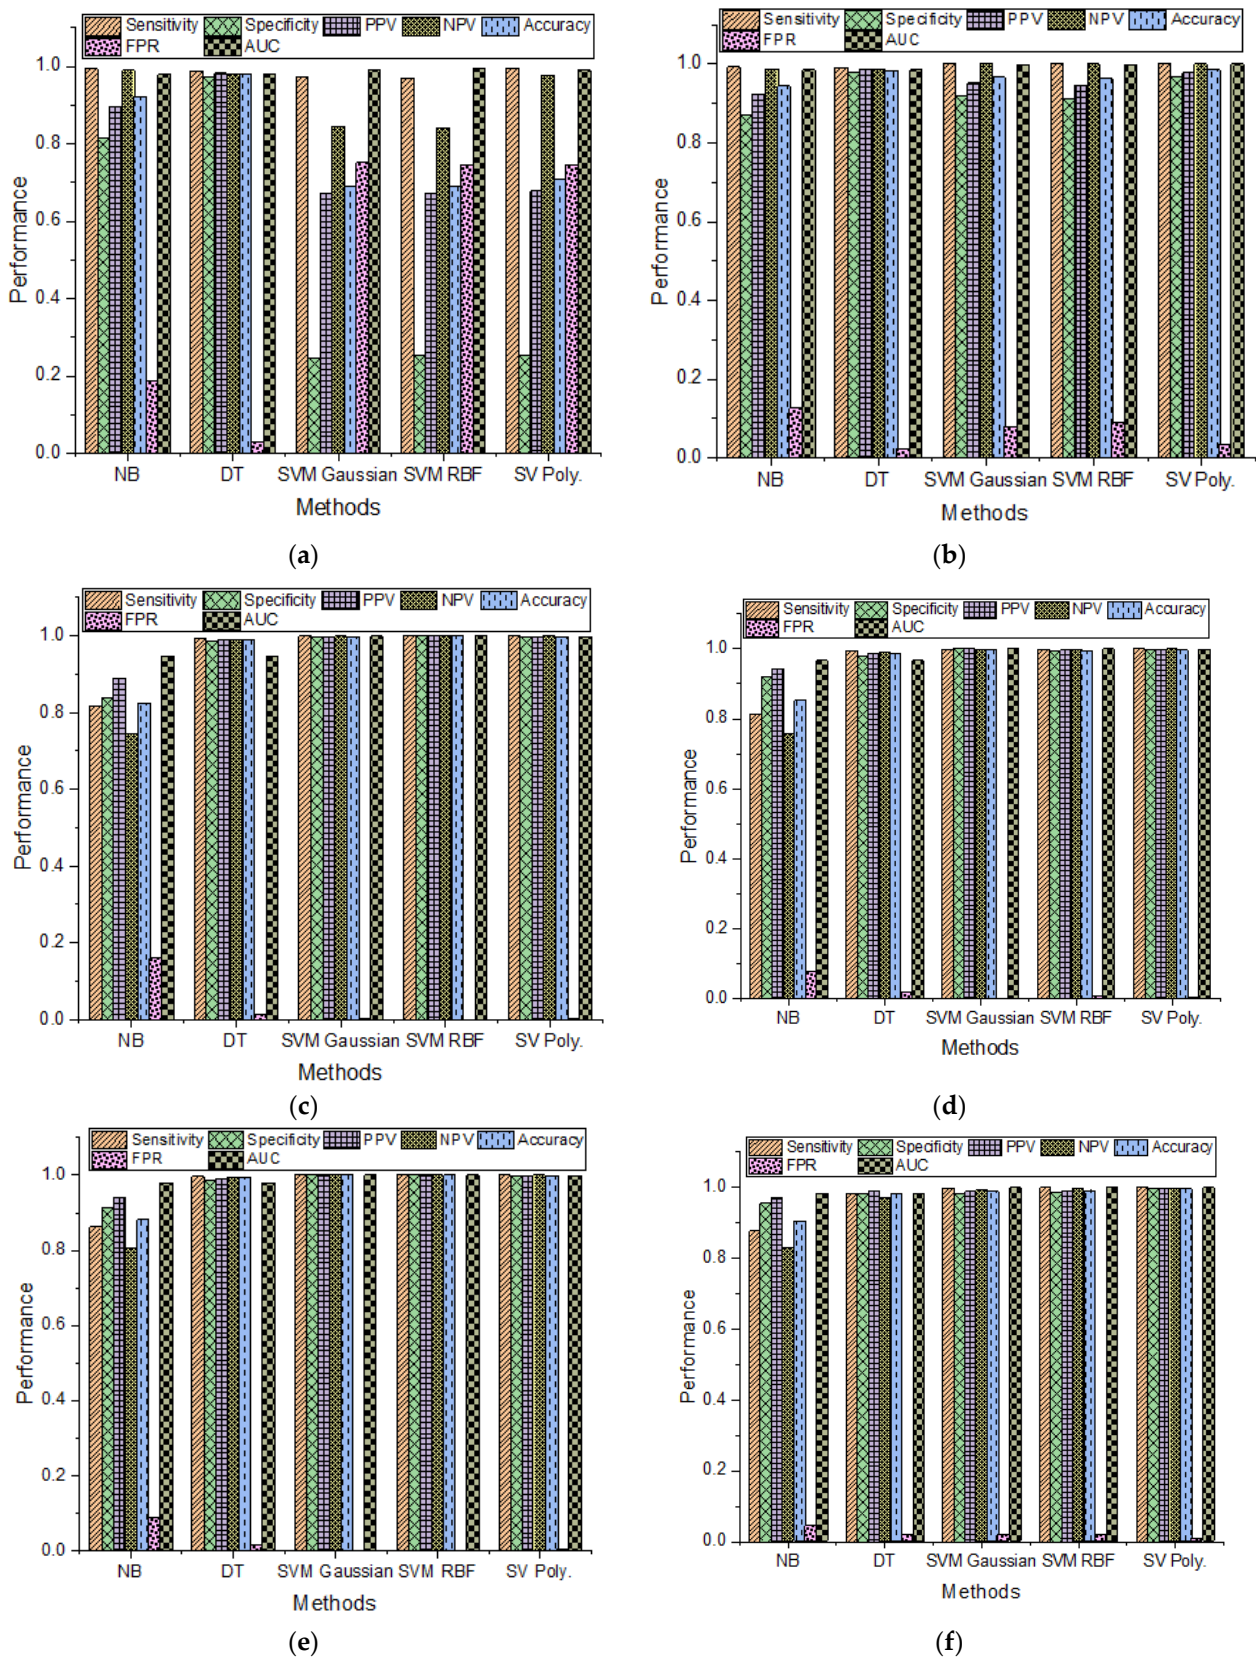 Sensitivity Specificity PPV NPV Accuracy
FPR AUC
1.0
0.8
0.6
0.4
0.2
0.0
Performance
NB DT SVM Gaussian SVM RBF SV Poly.
Methods
(a)
Sensitivity Specificity PPV NPV Accuracy
FPR AUC
1.0
0.8
0.6
0.4
0.2
0.0
Performance
NB DT SVM Gaussian SVM RBF SV Poly.
Methods
(b)
Sensitivity Specificity PPV NPV Accuracy
FPR AUC
1.0
0.8
0.6
0.4
0.2
0.0
Performance
NB DT SVM Gaussian SVM RBF SV Poly.
Methods
(c)
Sensitivity Specificity PPV NPV Accuracy
FPR AUC
1.0
0.8
0.6
0.4
0.2
0.0
Performance
NB DT SVM Gaussian SVM RBF SV Poly.
Methods
(d)
Sensitivity Specificity PPV NPV Accuracy
FPR AUC
1.0
0.8
0.6
0.4
0.2
0.0
Performance
NB DT SVM Gaussian SVM RBF SV Poly.
Methods
(e)
Sensitivity Specificity PPV NPV Accuracy
FPR AUC
1.0
0.8
0.6
0.4
0.2
0.0
Performance
NB DT SVM Gaussian SVM RBF SV Poly.
Methods
(f)